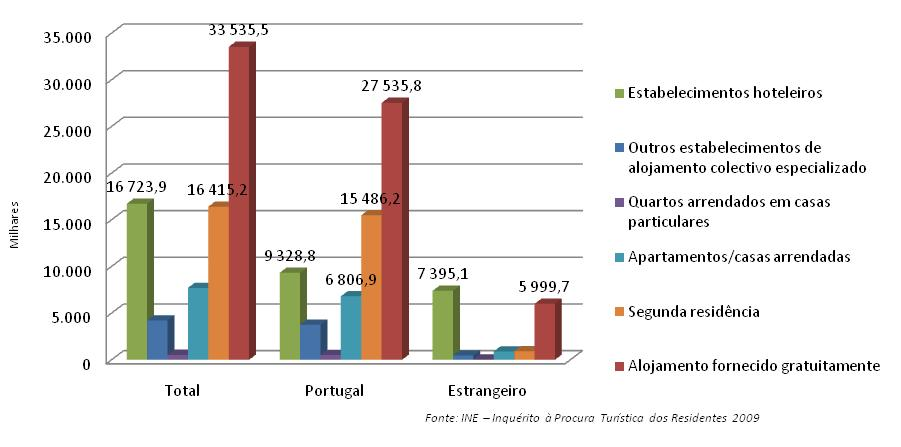 33 535,5
35.000
30.000
27 535,8
25.000
20.000
16 723,9
16 415,2
15 486,2
15.000
10.000
9 328,8
6 806,9
7 395,1
5 999,7
5.000
0
Milhares
Total
Portugal
Estrangeiro
Estabelecimentos hoteleiros
Outros estabelecimentos de
alojamento colectivo especializado
Quartos arrendados em casas
particulares
Apartamentos/casas arrendadas
Segunda residência
Alojamento fornecido gratuitamente
Fonte: INE – Inquérito à Procura Turística dos Residentes 2009